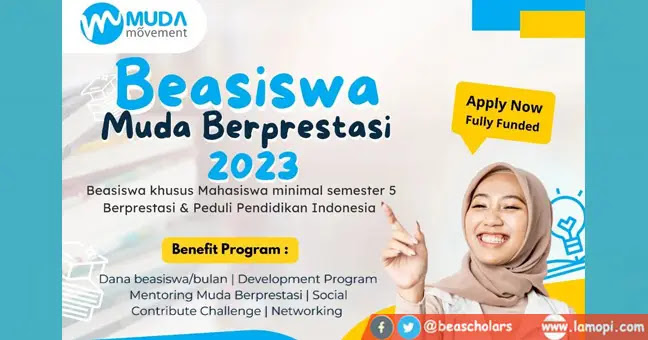 MUDA
movement
Beasiswa
Muda Berprestasi
2023
Beasiswa khusus Mahasiswa minimal semester 5
Berprestasi & Peduli Pendidikan Indonesia
Apply Now
Fully Funded
Benefit Program :
Dana beasiswa/bulan | Development Program
Mentoring Muda Berprestasi | Social
Contribute Challenge | Networking
@beascholars
www.lamopi.com